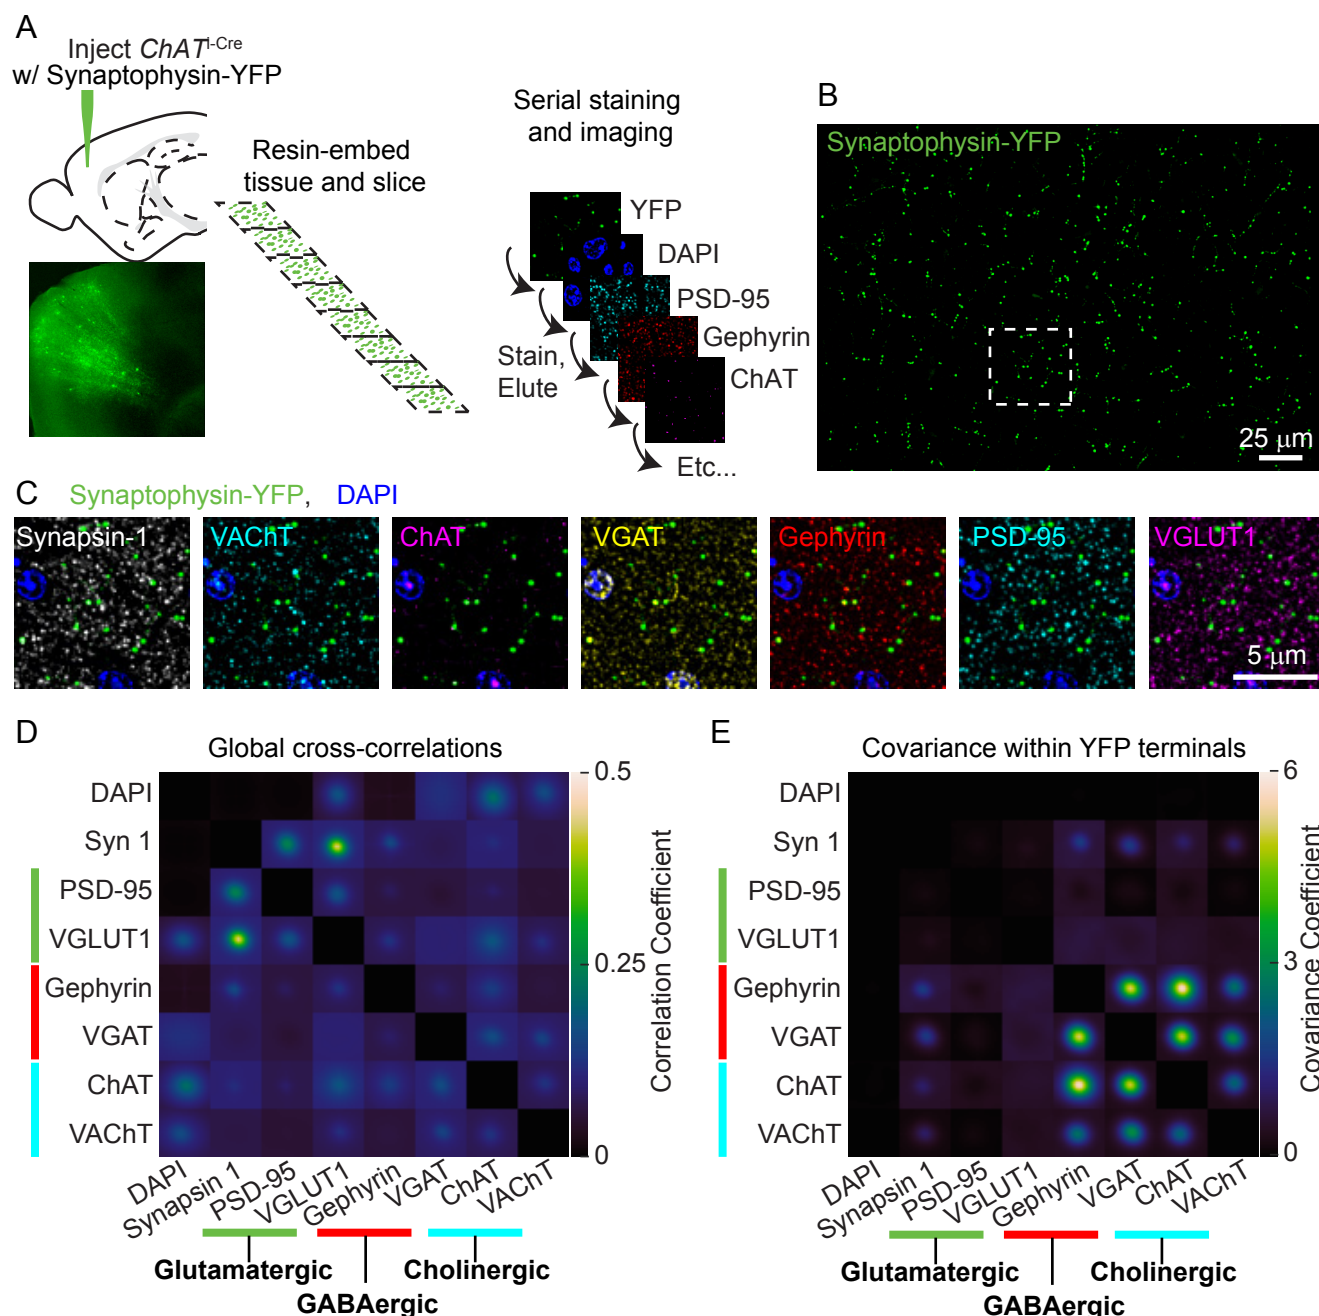 A
Inject ChAT^I-Cre
w/ Synaptophysin-YFP
Resin-embed
tissue and slice
Serial staining
and imaging
YFP
DAPI
PSD-95
Gephyrin
ChAT
Stain,
Elute
Etc...
B
Synaptophysin-YFP
25 μm
C
Synaptophysin-YFP, DAPI
Synapsin-1
VAChT
ChAT
VGAT
Gephyrin
PSD-95
VGLUT1
5 μm
D
Global cross-correlations
DAPI
Syn 1
PSD-95
VGLUT1
Gephyrin
VGAT
ChAT
VAChT
DAPI
Synapsin 1
PSD-95
VGLUT1
Gephyrin
VGAT
ChAT
VAChT
Glutamatergic
GABAergic
Cholinergic
0.5
0.25
0
Correlation Coefficient
E
Covariance within YFP terminals
DAPI
Syn 1
PSD-95
VGLUT1
Gephyrin
VGAT
ChAT
VAChT
DAPI
Synapsin 1
PSD-95
VGLUT1
Gephyrin
VGAT
ChAT
VAChT
Glutamatergic
GABAergic
Cholinergic
6
3
0
Covariance Coefficient